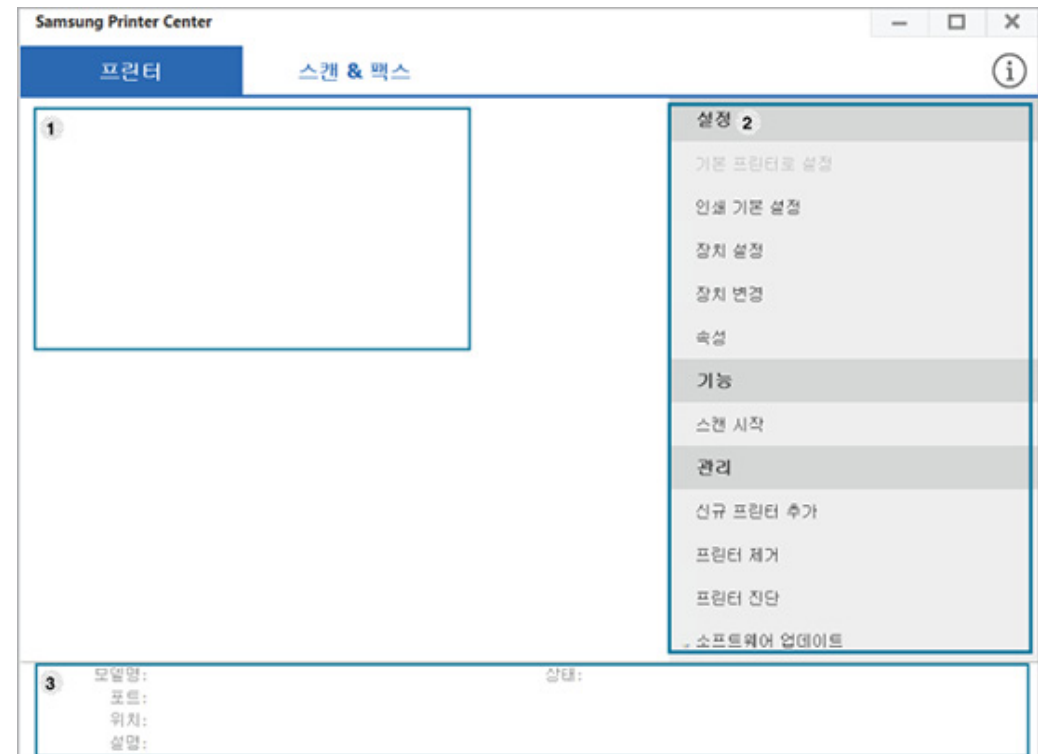 Samsung Printer Center
프린터 스캔 & 팩스
1
설정 2
기본 프린터로 설정
인쇄 기본 설정
장치 설정
장치 변경
속성
기능
스캔 시작
관리
신규 프린터 추가
프린터 제거
프린터 진단
소프트웨어 업데이트
3
모델명: 상태:
포트:
위치:
설명: